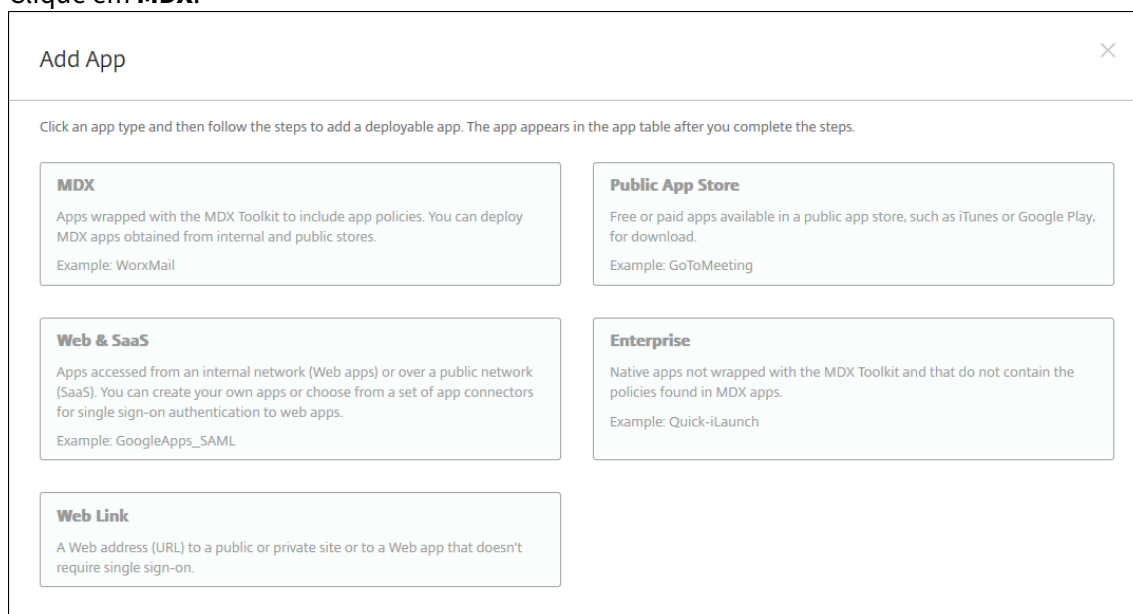 Clique em MDX.
Add App
Click an app type and then follow the steps to add a deployable app. The app appears in the app table after you complete the steps.
MDX
Apps wrapped with the MDX Toolkit to include app policies. You can deploy
MDX apps obtained from internal and public stores.
Example: WorxMail
Public App Store
Free or paid apps available in a public app store, such as iTunes or Google Play,
for download.
Example: GoToMeeting
Web & SaaS
Apps accessed from an internal network (Web apps) or over a public network
(SaaS). You can create your own apps or choose from a set of app connectors
for single sign-on authentication to web apps.
Example: GoogleApps_SAML
Enterprise
Native apps not wrapped with the MDX Toolkit and that do not contain the
policies found in MDX apps.
Example: Quick-iLaunch
Web Link
A Web address (URL) to a public or private site or to a Web app that doesn't
require single sign-on.